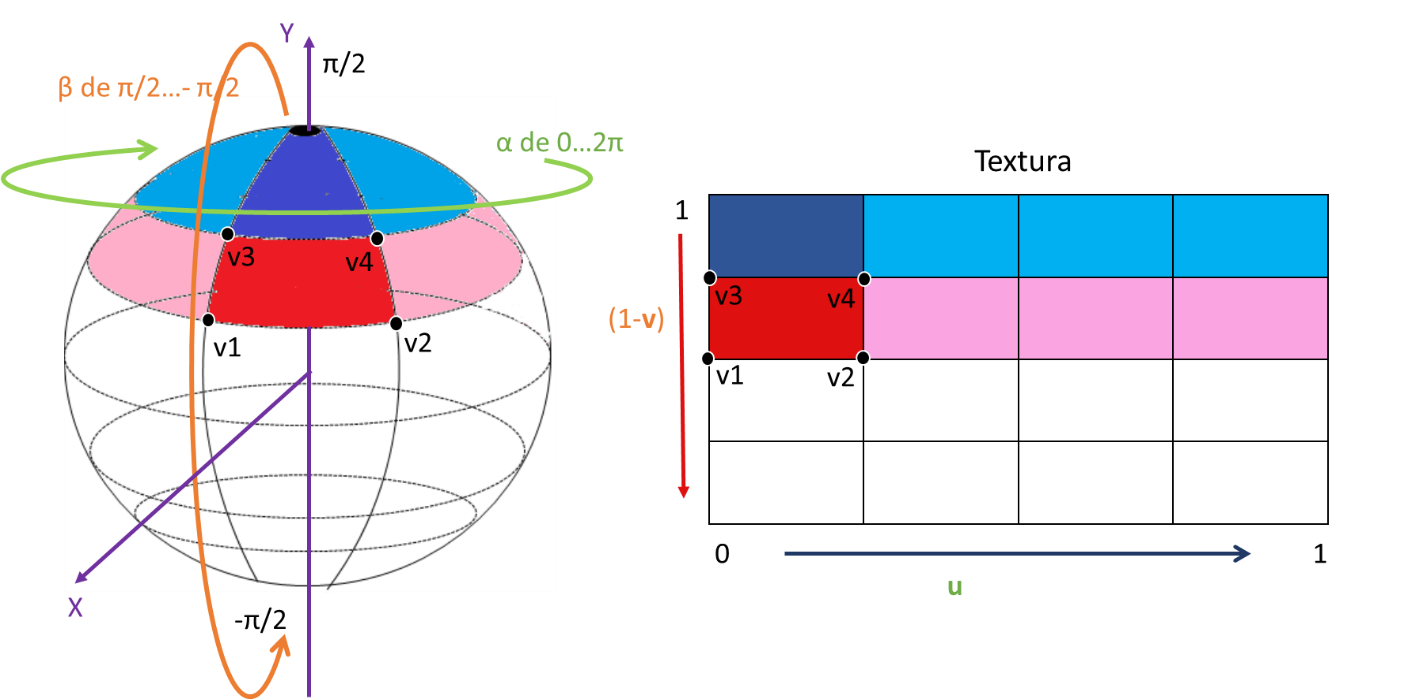 Y
π/2
β de π/2...- π/2
α de 0...2π
v3
v4
v1
v2
X
-π/2
Textura
1
v3
v4
(1-v)
v1
v2
0
1
u